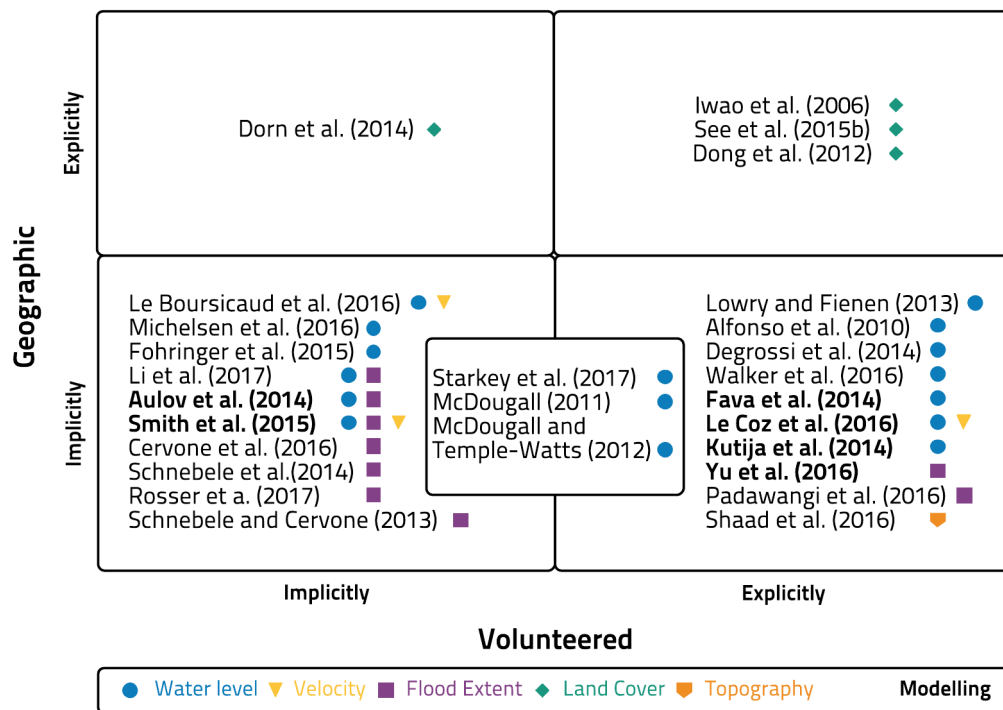 Geographic
Explicitly
Implicitly
Dorn et al. (2014)
Iwao et al. (2006)
See et al. (2015b)
Dong et al. (2012)
Le Boursicaud et al. (2016)
Michelsen et al. (2016)
Fohringer et al. (2015)
Li et al. (2017)
Aulov et al. (2014)
Smith et al. (2015)
Cervone et al. (2016)
Schnebele et al.(2014)
Rosser et a. (2017)
Schnebele and Cervone (2013)
Starkey et al. (2017)
McDougall (2011)
McDougall and
Temple-Watts (2012)
Lowry and Fienen (2013)
Alfonso et al. (2010)
Degrossi et al. (2014)
Walker et al. (2016)
Fava et al. (2014)
Le Coz et al. (2016)
Kutija et al. (2014)
Yu et al. (2016)
Padawangi et al. (2016)
Shaad et al. (2016)
Implicitly
Explicitly
Volunteered
Water level Velocity Flood Extent Land Cover Topography Modelling